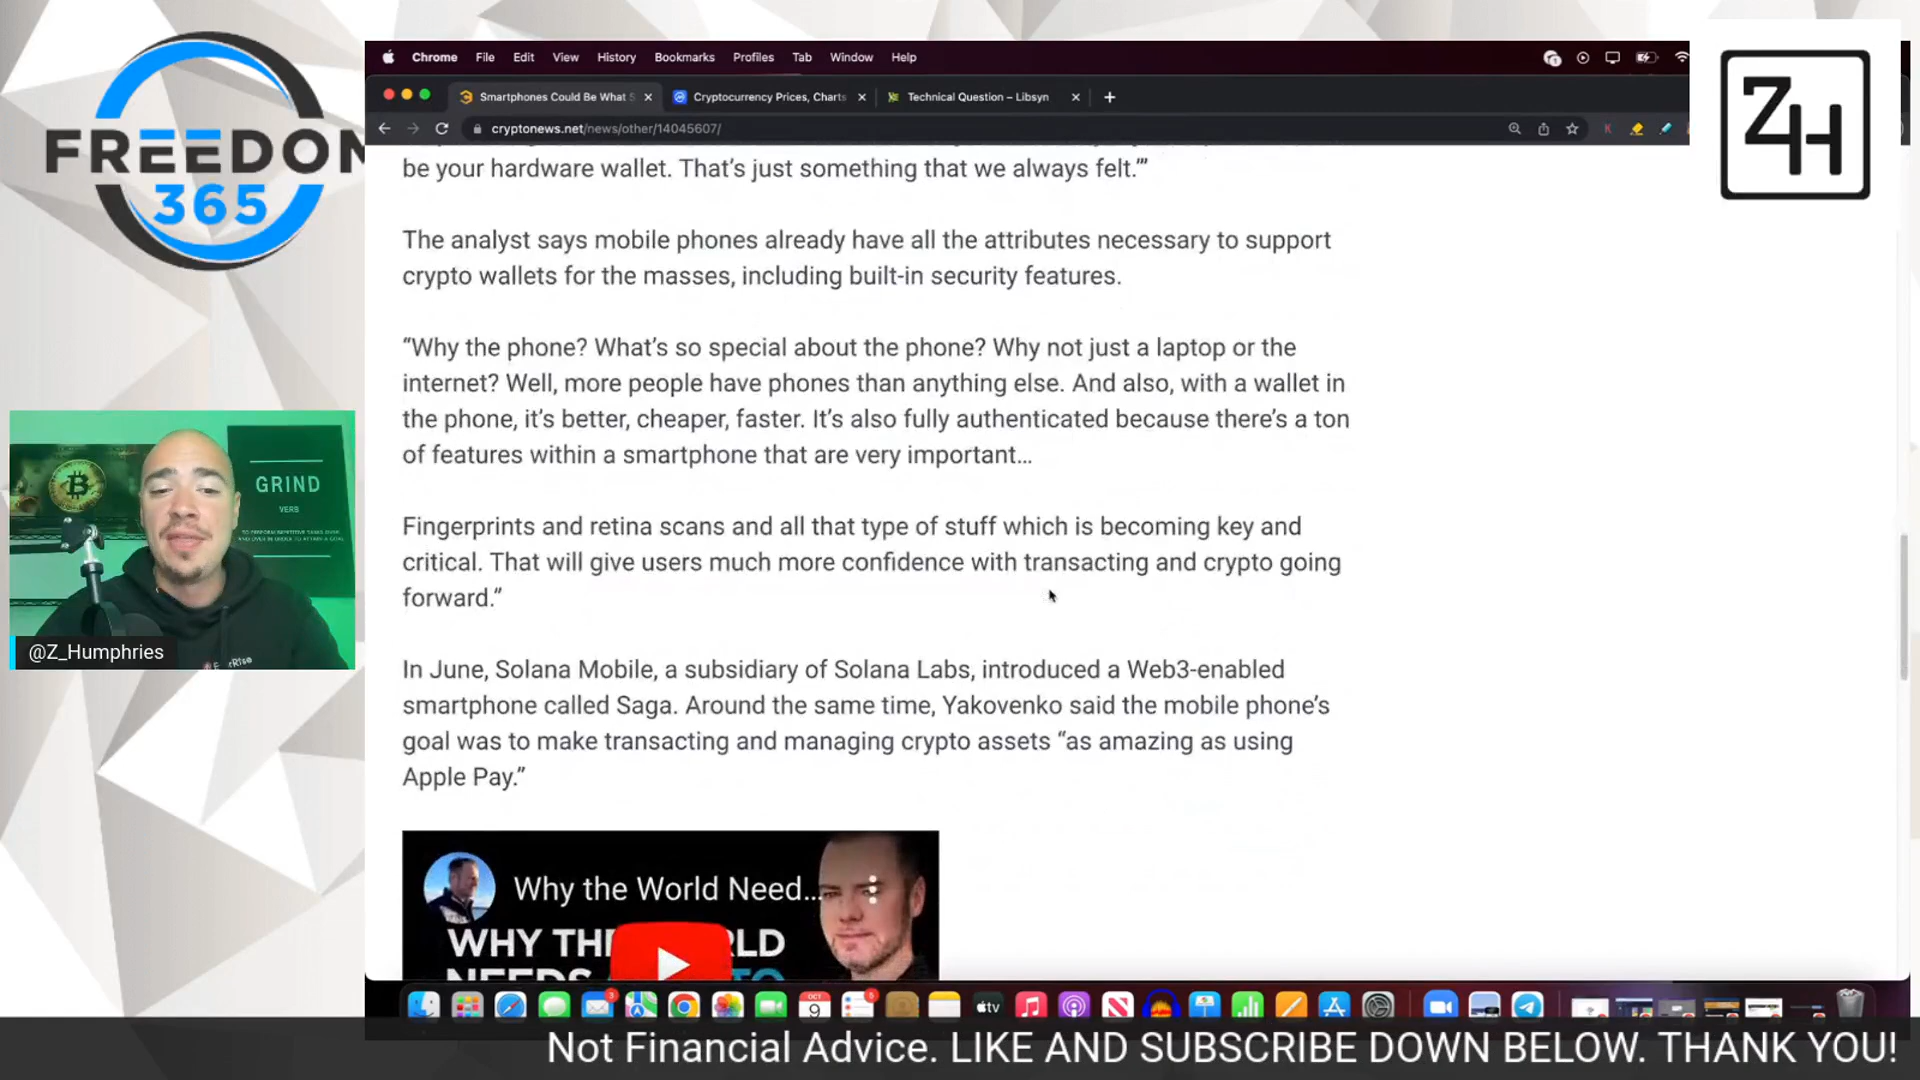 FREEDOM
365
GRIND
VERB
@Z_Humphries
Chrome File Edit View History Bookmarks Profiles Tab Window Help
Smartphones Could Be What S
Cryptocurrency Prices, Charts
Technical Question – Libsyn
cryptonews.net/news/other/14045607/
ZH
be your hardware wallet. That's just something that we always felt.'"
The analyst says mobile phones already have all the attributes necessary to support
crypto wallets for the masses, including built-in security features.
“Why the phone? What's so special about the phone? Why not just a laptop or the
internet? Well, more people have phones than anything else. And also, with a wallet in
the phone, it's better, cheaper, faster. It's also fully authenticated because there's a ton
of features within a smartphone that are very important…
Fingerprints and retina scans and all that type of stuff which is becoming key and
critical. That will give users much more confidence with transacting and crypto going
forward.”
In June, Solana Mobile, a subsidiary of Solana Labs, introduced a Web3-enabled
smartphone called Saga. Around the same time, Yakovenko said the mobile phone's
goal was to make transacting and managing crypto assets “as amazing as using
Apple Pay.”
Why the World Need...
OCT
9
tv
Not Financial Advice. LIKE AND SUBSCRIBE DOWN BELOW. THANK YOU!